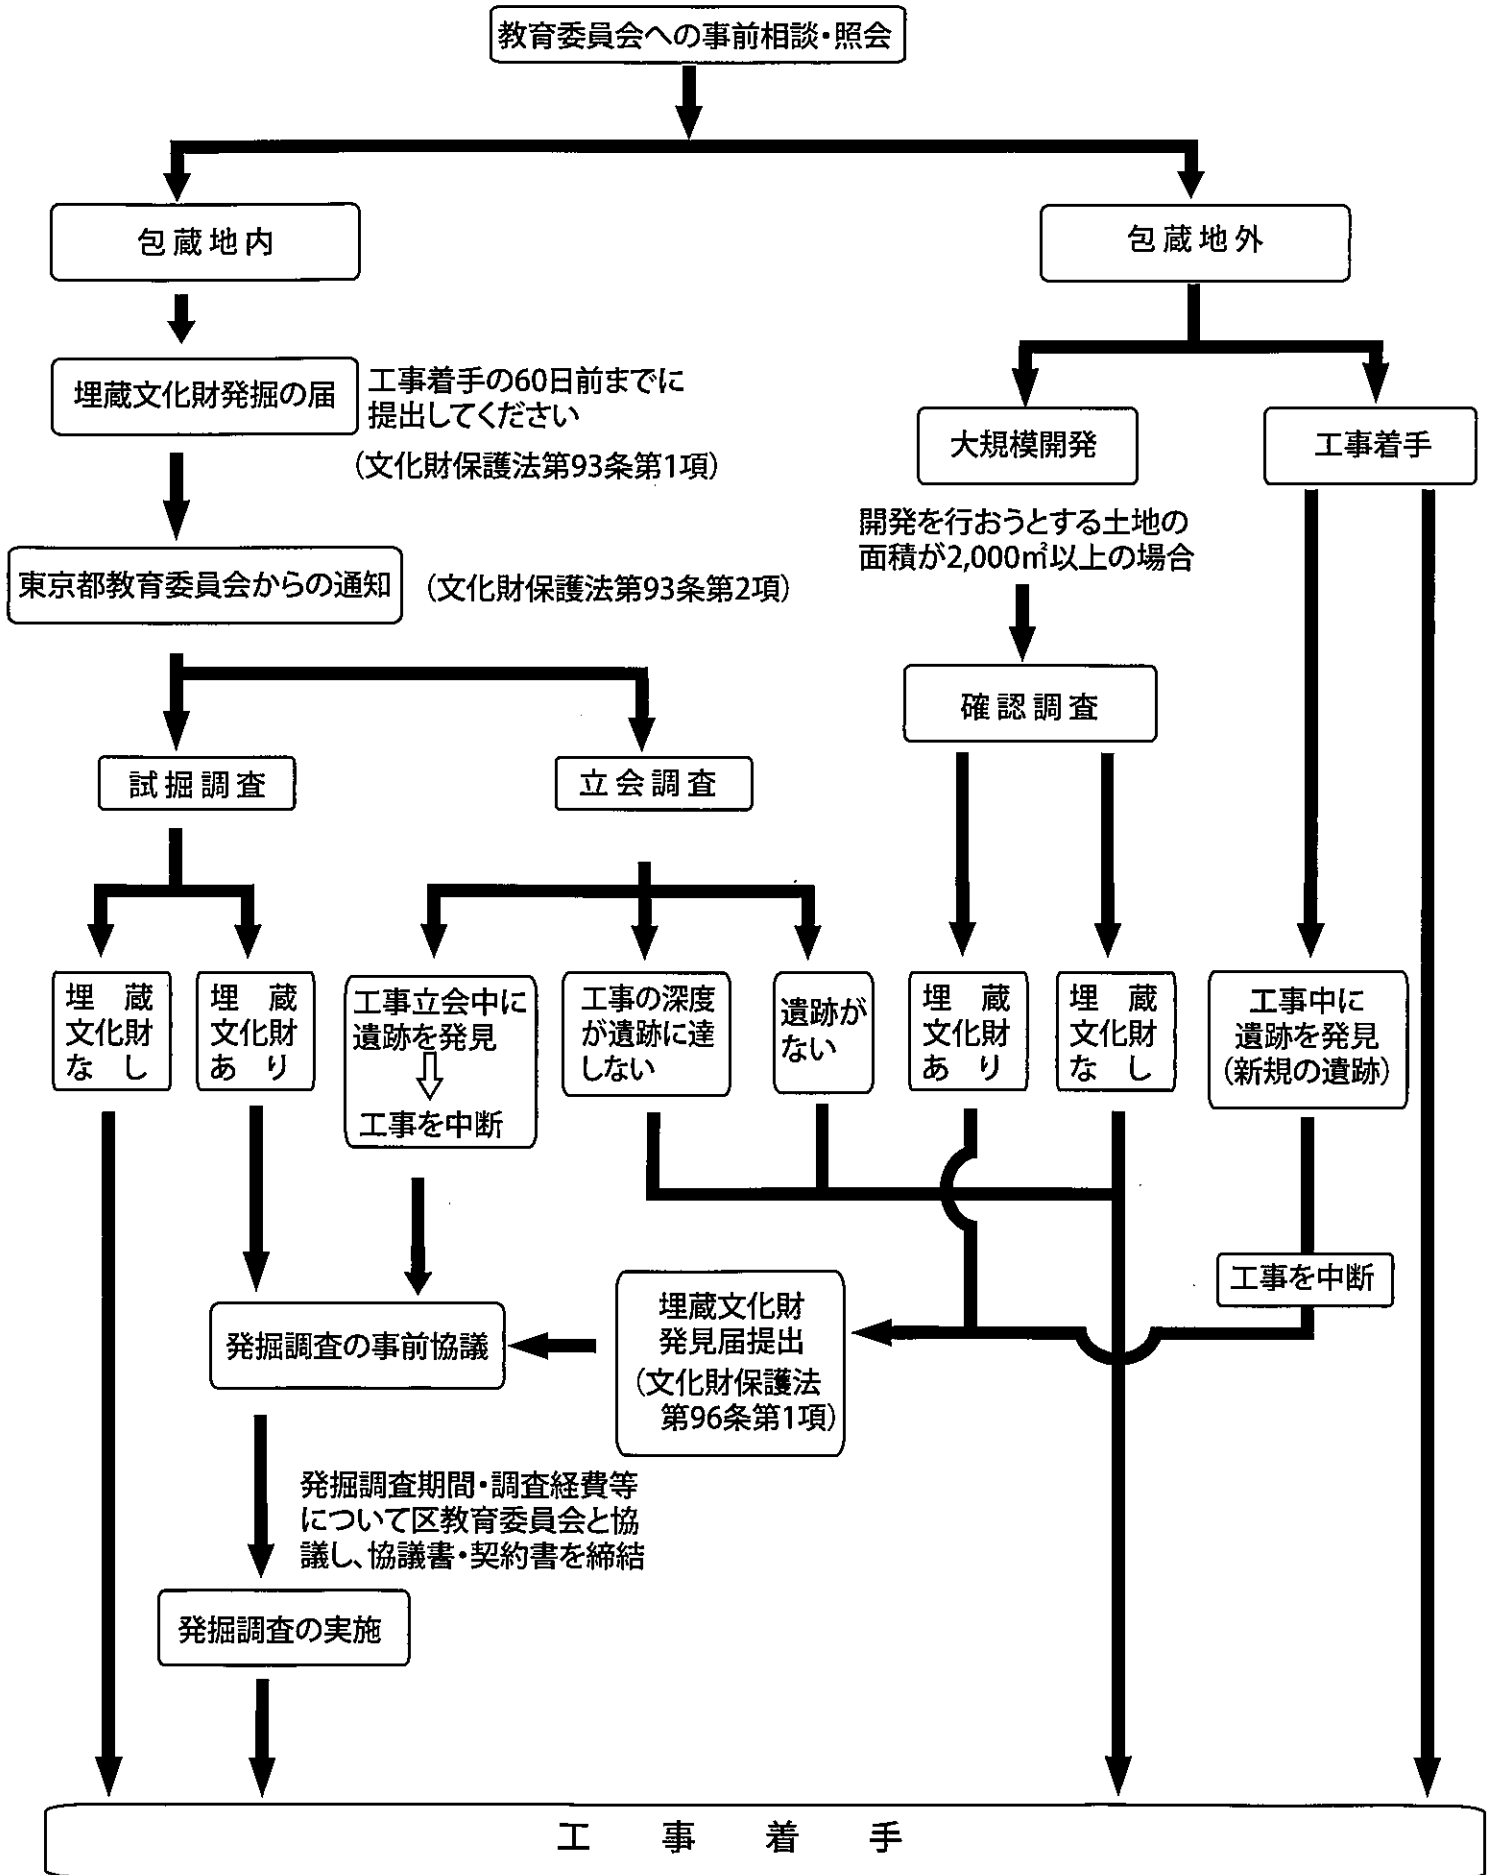 教育委員会への事前相談・照会
包蔵地内
包蔵地外
埋蔵文化財発掘の届
工事着手の60日前までに
提出してください
(文化財保護法第93条第1項)
大規模開発
工事着手
開発を行おうとする土地の
面積が2,000㎡以上の場合
東京都教育委員会からの通知
(文化財保護法第93条第2項)
確認調査
試掘調査
立会調査
埋蔵
文化財
なし
埋蔵
文化財
あり
工事立会中に
遺跡を発見
⇩
工事を中断
工事の深度
が遺跡に達
しない
遺跡が
ない
埋蔵
文化財
あり
埋蔵
文化財
なし
工事中に
遺跡を発見
(新規の遺跡)
工事を中断
埋蔵文化財
発見届提出
(文化財保護法
第96条第1項)
発掘調査の事前協議
発掘調査期間・調査経費等
について区教育委員会と協
議し、協議書・契約書を締結
発掘調査の実施
工事着手